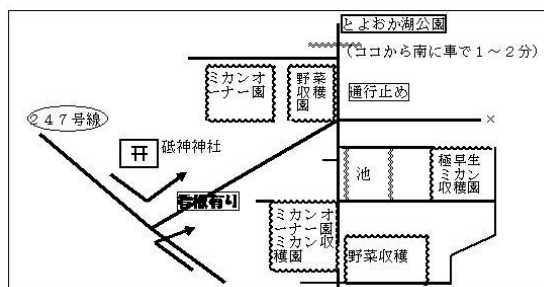 とよおか湖公園
(ココから南に車で１～２分)
ミカンオ
ーナー園
野菜
収穫
園
通行止め
×
２４７号線
砥神神社
池
極早生
ミカン
収穫園
看板有り
ミカンオ
ーナー園
ミカン収
穫園
野菜収穫